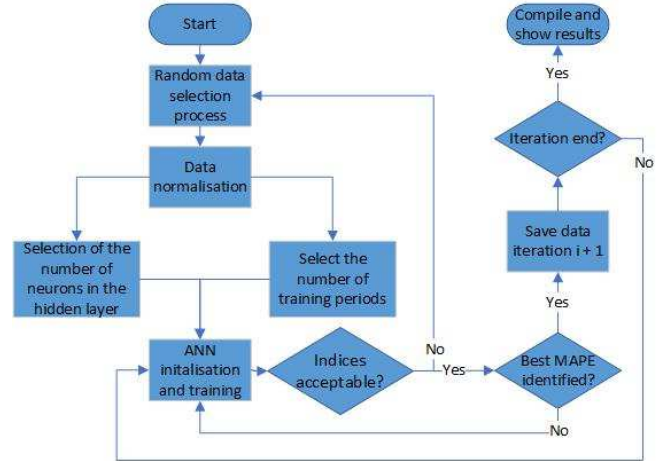 Start
Random data
selection
process
Data
normalisation
Selection of the
number of
neurons in the
hidden layer
Select the
number of
training periods
ANN
initalisation
and training
Indices
acceptable?
No
Yes
Best MAPE
identified?
No
Yes
Save data
iteration i + 1
Iteration end?
No
Yes
Compile and
show results